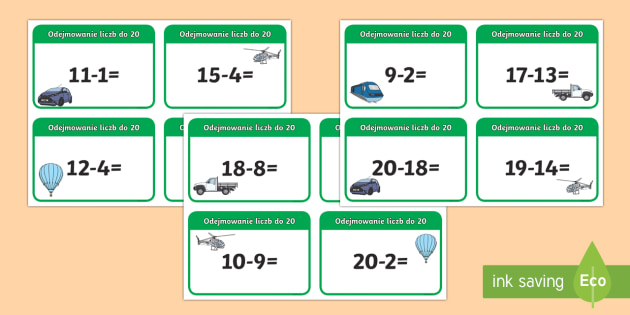 Odejmowanie liczb do 20
11-1=
Odejmowanie liczb do 20
15-4=
Odejmowanie liczb do 20
12-4=
Odejmowanie liczb do 20
9-2=
Odejmowanie liczb do 20
17-13=
Odejmowanie liczb do 20
20-18=
Odejmowanie liczb do 20
19-14=
Odejmowanie liczb do 20
18-8=
Odejmowanie liczb do 20
10-9=
Odejmowanie liczb do 20
20-2=
ink saving
Eco